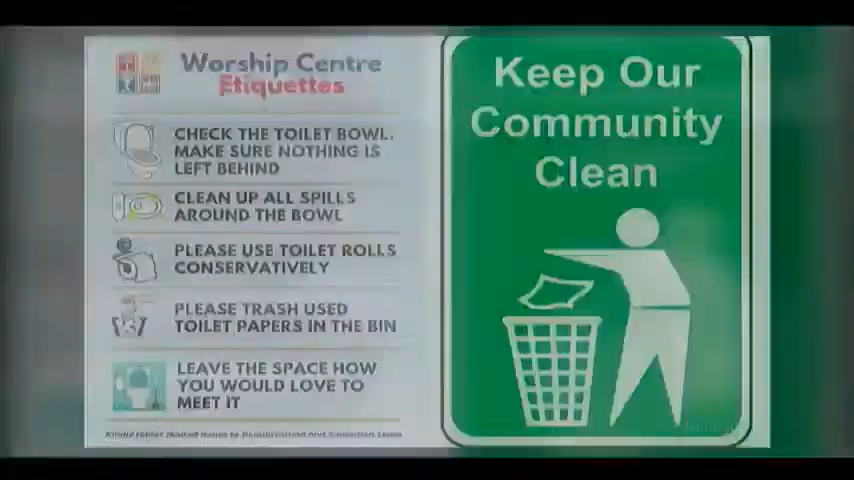 Worship Centre
Etiquettes
CHECK THE TOILET BOWL.
MAKE SURE NOTHING IS
LEFT BEHIND
CLEAN UP ALL SPILLS
AROUND THE BOWL
PLEASE USE TOILET ROLLS
CONSERVATIVELY
PLEASE TRASH USED
TOILET PAPERS IN THE BIN
LEAVE THE SPACE HOW
YOU WOULD LOVE TO
MEET IT
Keep Our
Community
Clean